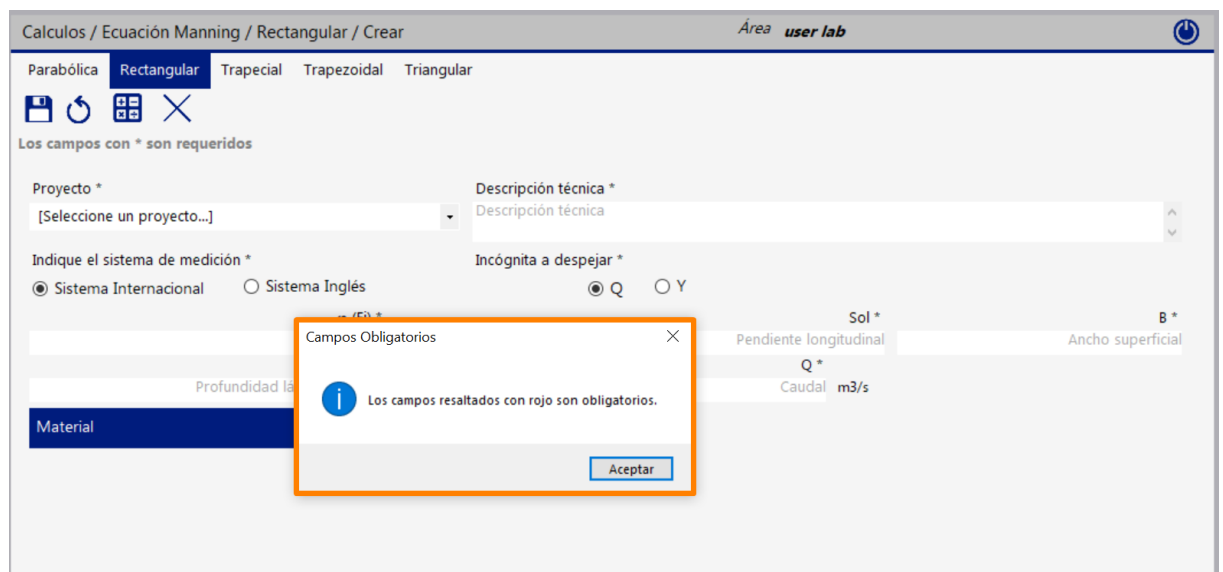 Calculos / Ecuación Manning / Rectangular / Crear Área user lab
Parabólica Rectangular Trapecial Trapezoidal Triangular
Los campos con * son requeridos
Proyecto * Descripción técnica *
[Seleccione un proyecto...] Descripción técnica
Indique el sistema de medición * Incógnita a despejar *
Sistema Internacional Sistema Inglés Q Y
Sol * B *
Campos Obligatorios
Pendiente longitudinal Ancho superficial
Q *
Profundidad Caudal m3/s
Los campos resaltados con rojo son obligatorios.
Material
Aceptar